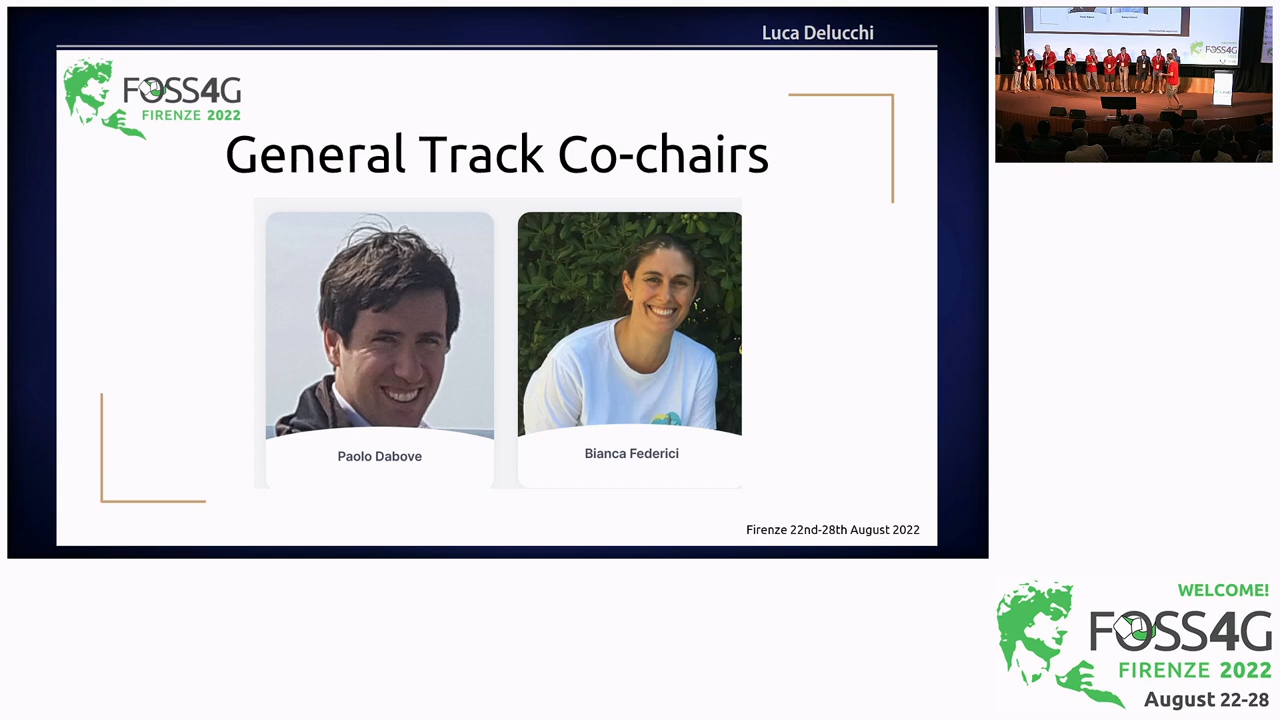 Luca Delucchi
FOSS4G
FIRENZE 2022
General Track Co-chairs
Paolo Dabove
Bianca Federici
Firenze 22nd-28th August 2022
FOSS4G
WELCOME!
FOSS4G
FIRENZE 2022
August 22-28